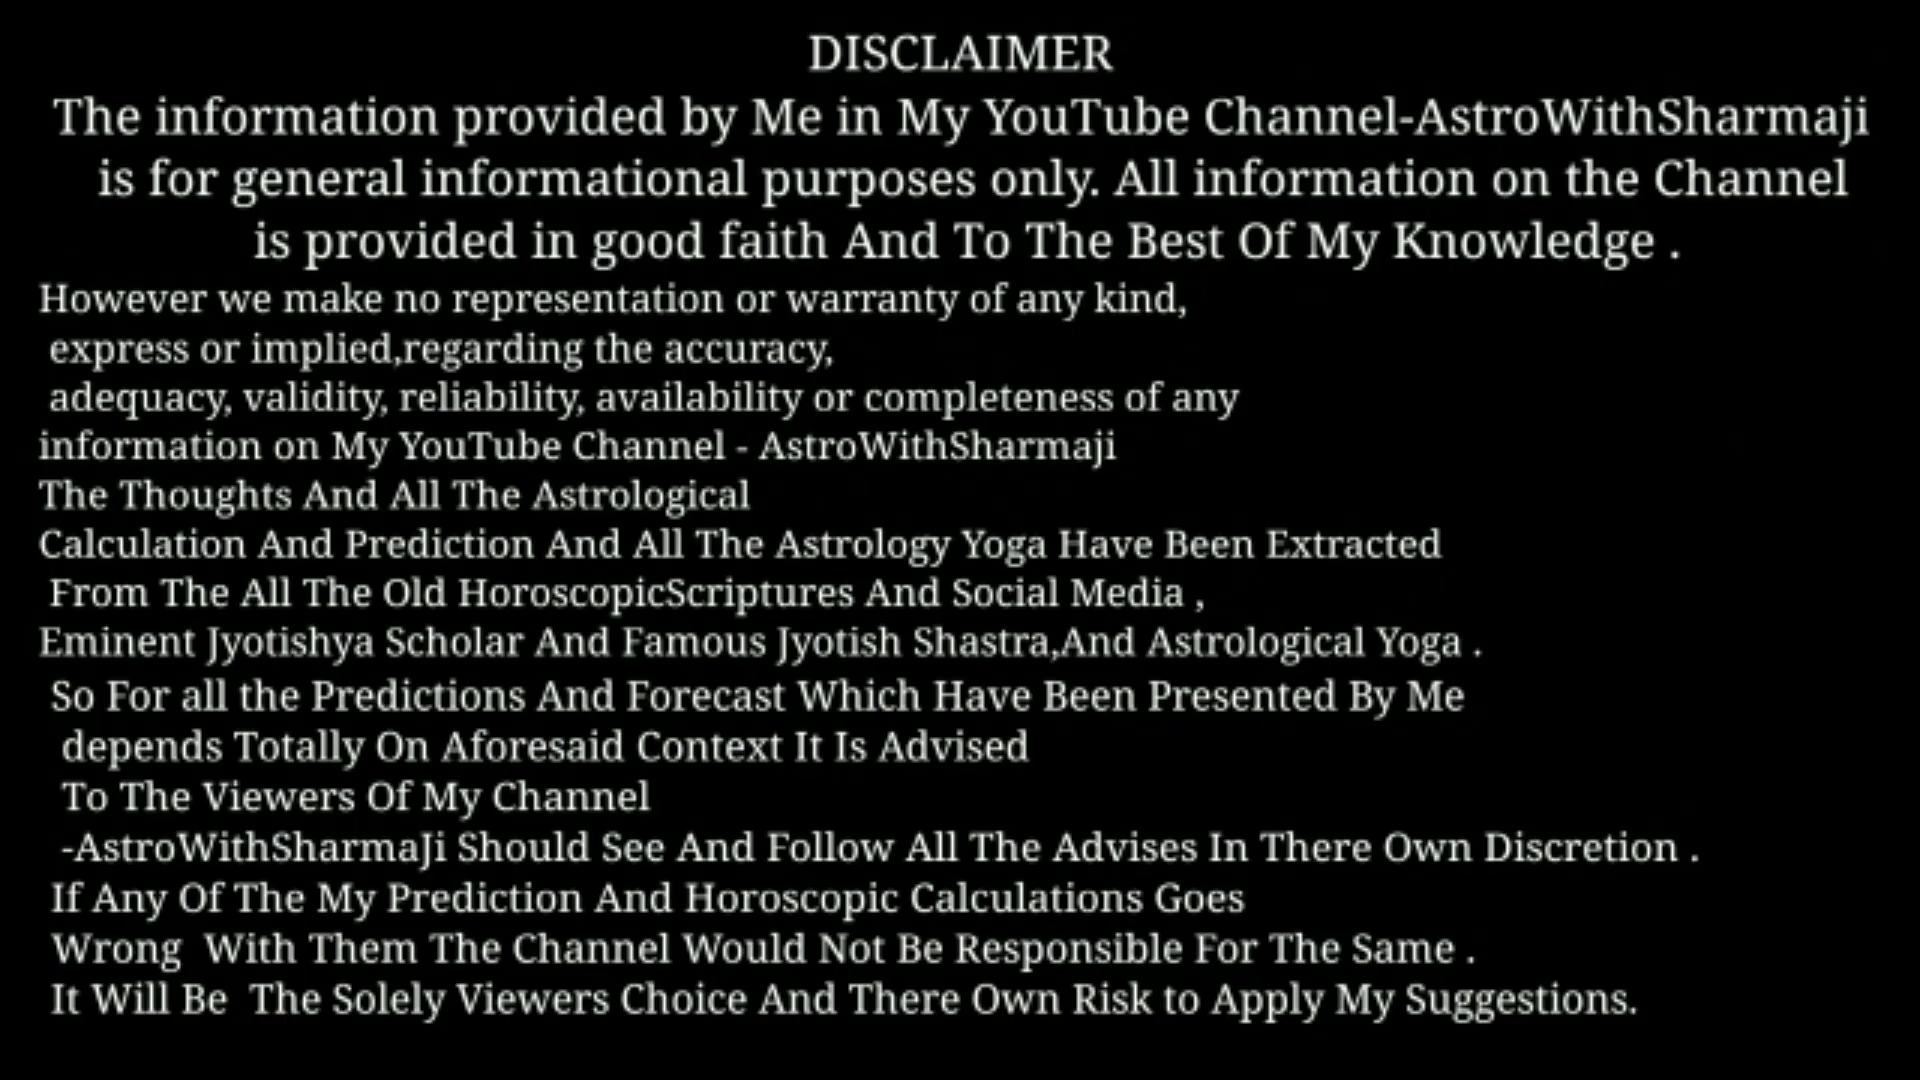 DISCLAIMER
The information provided by Me in My YouTube Channel-AstroWithSharmaji
is for general informational purposes only. All information on the Channel
is provided in good faith And To The Best Of My Knowledge .
However we make no representation or warranty of any kind,
express or implied,regarding the accuracy,
adequacy, validity, reliability, availability or completeness of any
information on My YouTube Channel - AstroWithSharmaji
The Thoughts And All The Astrological
Calculation And Prediction And All The Astrology Yoga Have Been Extracted
From The All The Old HoroscopicScriptures And Social Media ,
Eminent Jyotishya Scholar And Famous Jyotish Shastra,And Astrological Yoga .
So For all the Predictions And Forecast Which Have Been Presented By Me
depends Totally On Aforesaid Context It Is Advised
To The Viewers Of My Channel
-AstroWithSharmaJi Should See And Follow All The Advises In There Own Discretion .
If Any Of The My Prediction And Horoscopic Calculations Goes
Wrong  With Them The Channel Would Not Be Responsible For The Same .
It Will Be  The Solely Viewers Choice And There Own Risk to Apply My Suggestions.